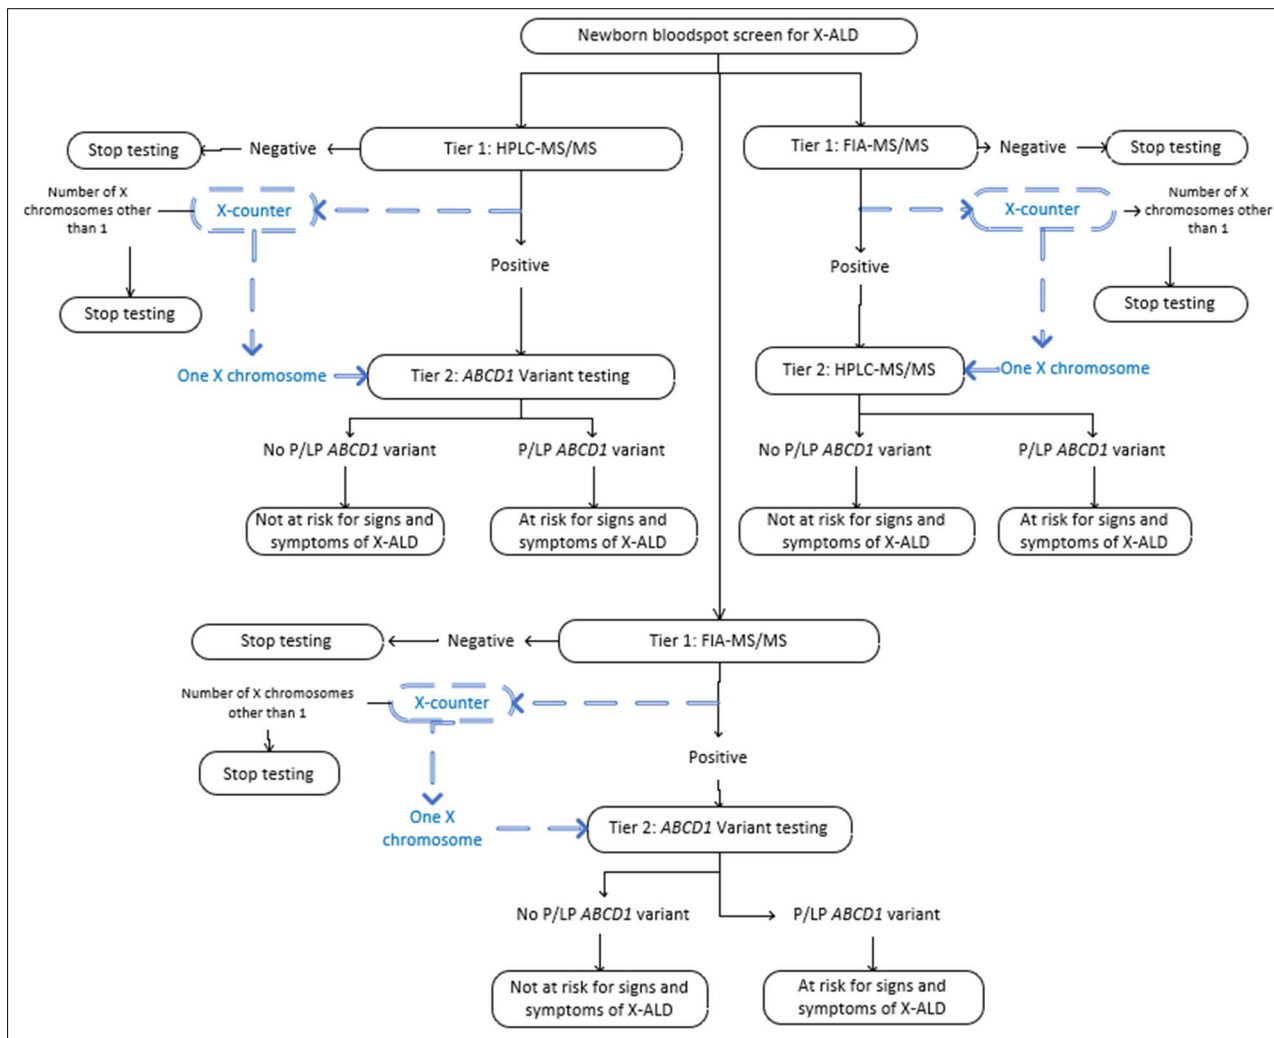 Newborn bloodspot screen for X-ALD
Stop testing
Negative
Tier 1: HPLC-MS/MS
Number of X
chromosomes other
than 1
X-counter
Positive
Stop testing
One X chromosome
Tier 2: ABCD1 Variant testing
No P/LP ABCD1 variant
P/LP ABCD1 variant
Not at risk for signs and
symptoms of X-ALD
At risk for signs and
symptoms of X-ALD
Tier 1: FIA-MS/MS
Negative
Stop testing
X-counter
Number of X
chromosomes other
than 1
Positive
Stop testing
Tier 2: HPLC-MS/MS
One X chromosome
No P/LP ABCD1 variant
P/LP ABCD1 variant
Not at risk for signs and
symptoms of X-ALD
At risk for signs and
symptoms of X-ALD
Stop testing
Negative
Tier 1: FIA-MS/MS
Number of X chromosomes
other than 1
X-counter
Positive
Stop testing
One X
chromosome
Tier 2: ABCD1 Variant testing
No P/LP ABCD1 variant
P/LP ABCD1 variant
Not at risk for signs and
symptoms of X-ALD
At risk for signs and
symptoms of X-ALD